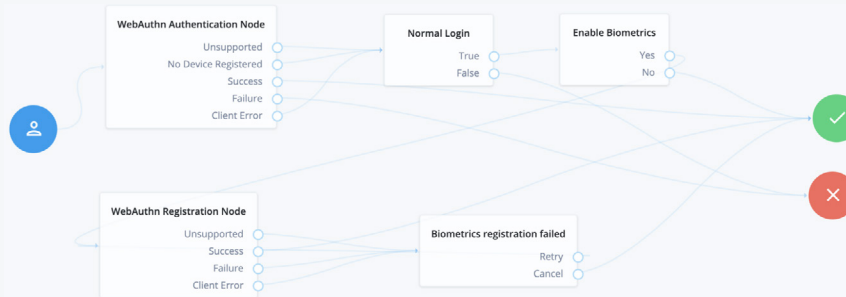 WebAuthn Authentication Node
Unsupported
No Device Registered
Success
Failure
Client Error
Normal Login
True
False
Enable Biometrics
Yes
No
WebAuthn Registration Node
Unsupported
Success
Failure
Client Error
Biometrics registration failed
Retry
Cancel